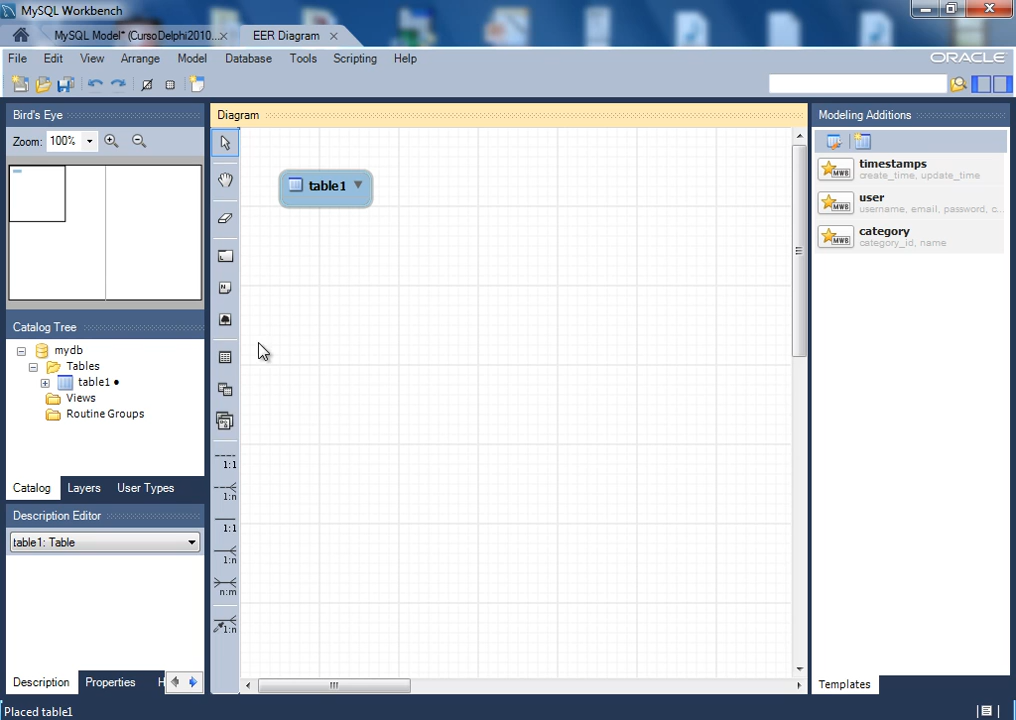 MySQL Workbench
MySQL Model* (CursoDelphi2010...
EER Diagram
File Edit View Arrange Model Database Tools Scripting Help
ORACLE
Bird's Eye
Zoom: 100%
Diagram
Modeling Additions
table1
timestamps
create_time, update_time
user
username, email, password, c...
category
category_id, name
Catalog Tree
mydb
Tables
table1
Views
Routine Groups
Catalog Layers User Types
Description Editor
table1: Table
1:1
1:n
1:1
1:n
n:m
1:n
Description Properties H
Templates
Placed table1